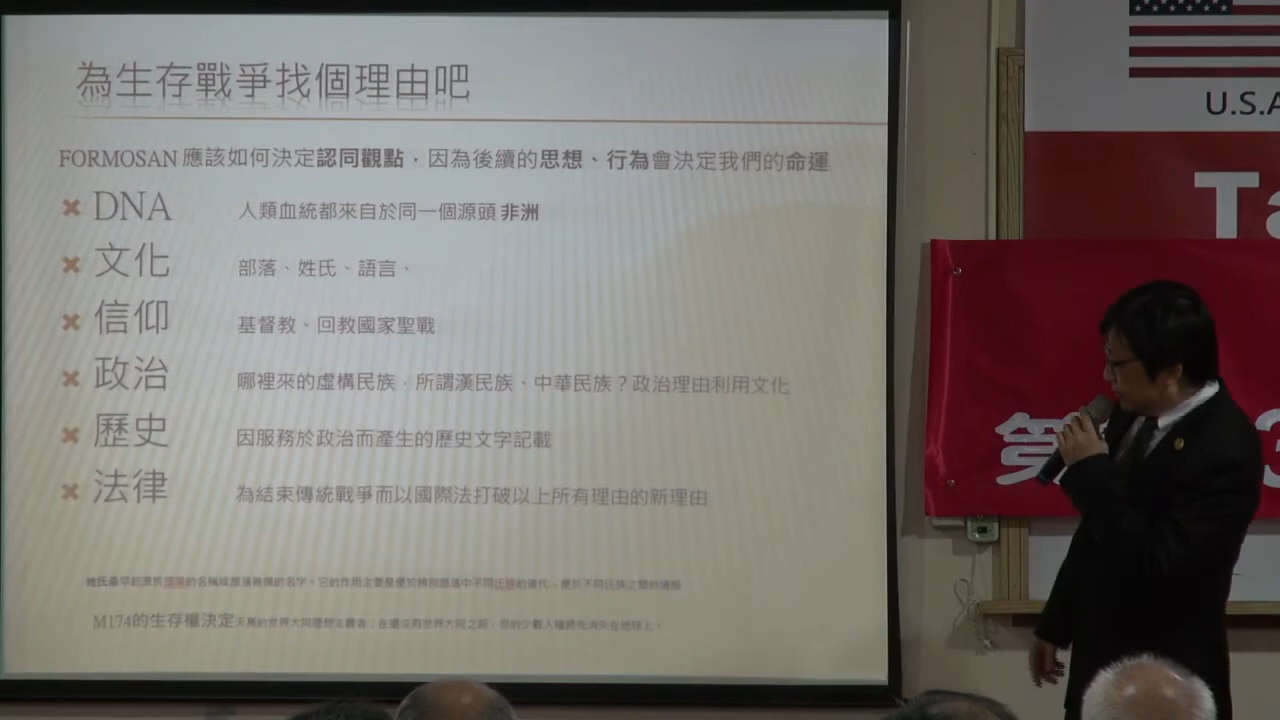 為生存戰爭找個理由吧
FORMOSAN 應該如何決定認同觀點，因為後續的思想、行為會決定我們的命運
DNA 人類血統都來自於同一個源頭 非洲
文化 部落、姓氏、語言、
信仰 基督教、回教國家聖戰
政治 哪裡來的虛構民族，所謂漢民族、中華民族？政治理由利用文化
歷史 因服務於政治而產生的歷史文字記載
法律 為結束傳統戰爭而以國際法打破以上所有理由的新理由
姓氏最早起源於部落的名稱或部落首領的名字。它的作用主要是便於辨別部落中不同氏族的後代，便於不同氏族之間的通婚
M174的生存權決定天真的世界大同理想主義者：在還沒有世界大同之前，你的少數人種將先消失在地球上。
U.S.A
Ta
第 3